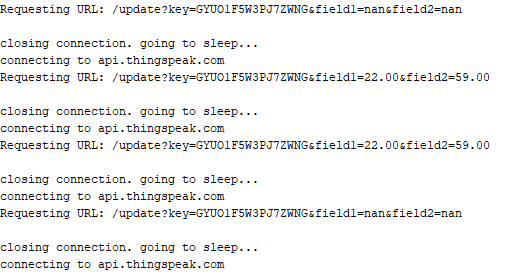 Requesting URL: /update?key=GYUO1F5W3PJ7ZWNG&field1=nan&field2=nan
closing connection. going to sleep...
connecting to api.thingspeak.com
Requesting URL: /update?key=GYUO1F5W3PJ7ZWNG&field1=22.00&field2=59.00
closing connection. going to sleep...
connecting to api.thingspeak.com
Requesting URL: /update?key=GYUO1F5W3PJ7ZWNG&field1=22.00&field2=59.00
closing connection. going to sleep...
connecting to api.thingspeak.com
Requesting URL: /update?key=GYUO1F5W3PJ7ZWNG&field1=nan&field2=nan
closing connection. going to sleep...
connecting to api.thingspeak.com